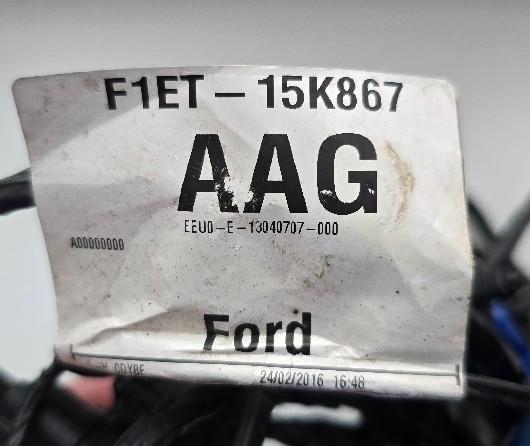 F1ET - 15K867
AAG
EEU0-E-13040707-000
A00000000
Ford
24/02/2016 16:48